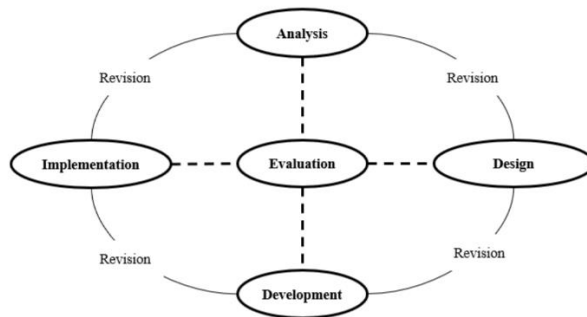 Analysis
Revision
Revision
Implementation
Evaluation
Design
Revision
Revision
Development